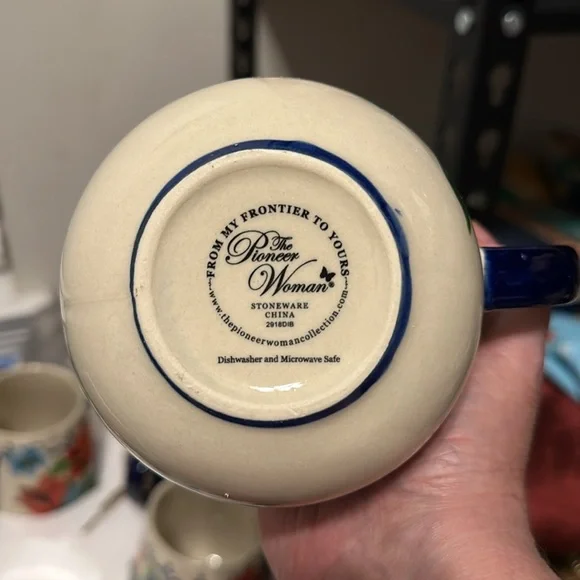 FROM MY FRONTIER TO YOURS
The
Pioneer
Woman®
STONEWARE
CHINA
2918DIB
www.thepioneerwomancollection.com
Dishwasher and Microwave Safe